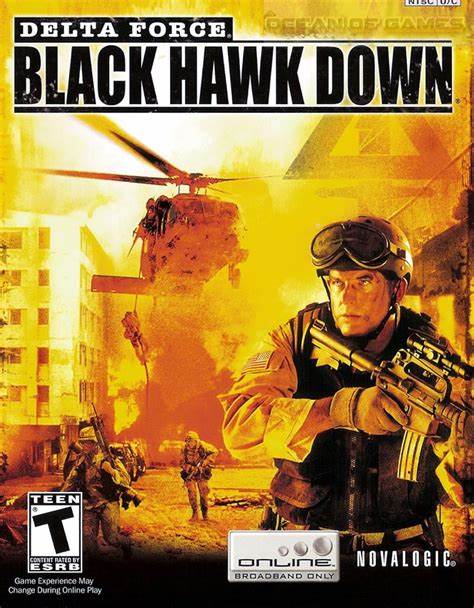 NTSC U/C
OCEAN OF GAMES
DELTA FORCE®
BLACK HAWK DOWN®
TEEN
T
®
CONTENT RATED BY
ESRB
Game Experience May
Change During Online Play
ONLINE
BROADBAND ONLY
NOVALOGIC®